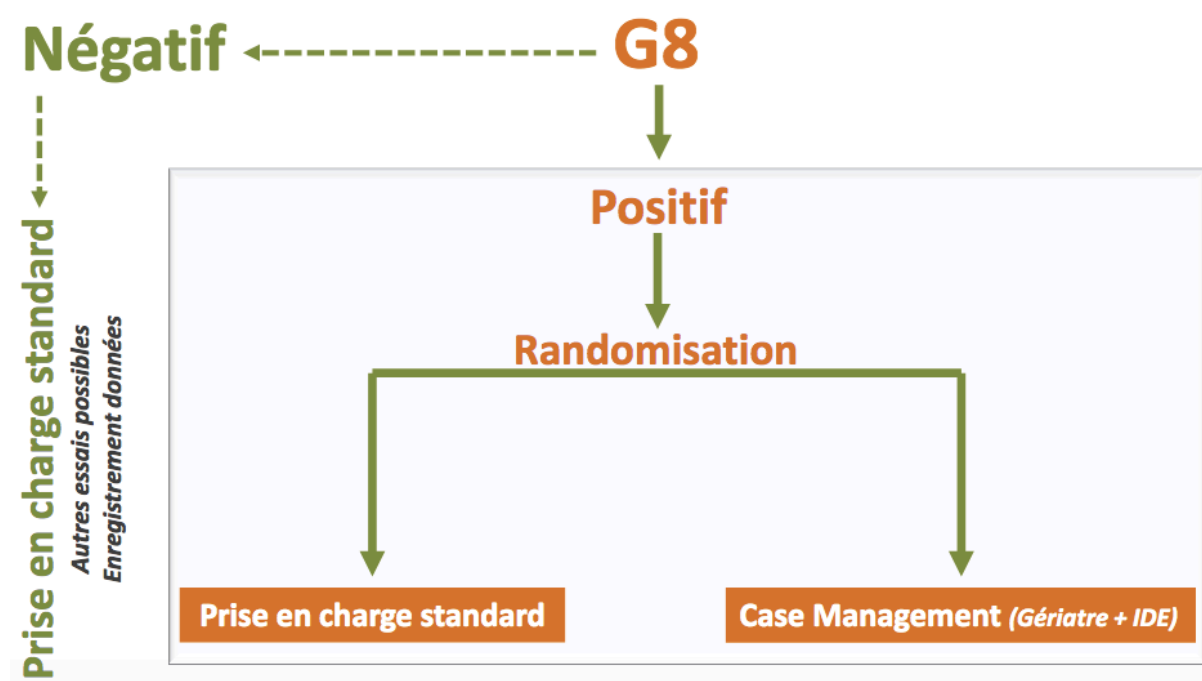 Négatif
G8
Positif
Randomisation
Prise en charge standard
Autres essais possibles
Enregistrement données
Prise en charge standard
Case Management (Gériatre + IDE)